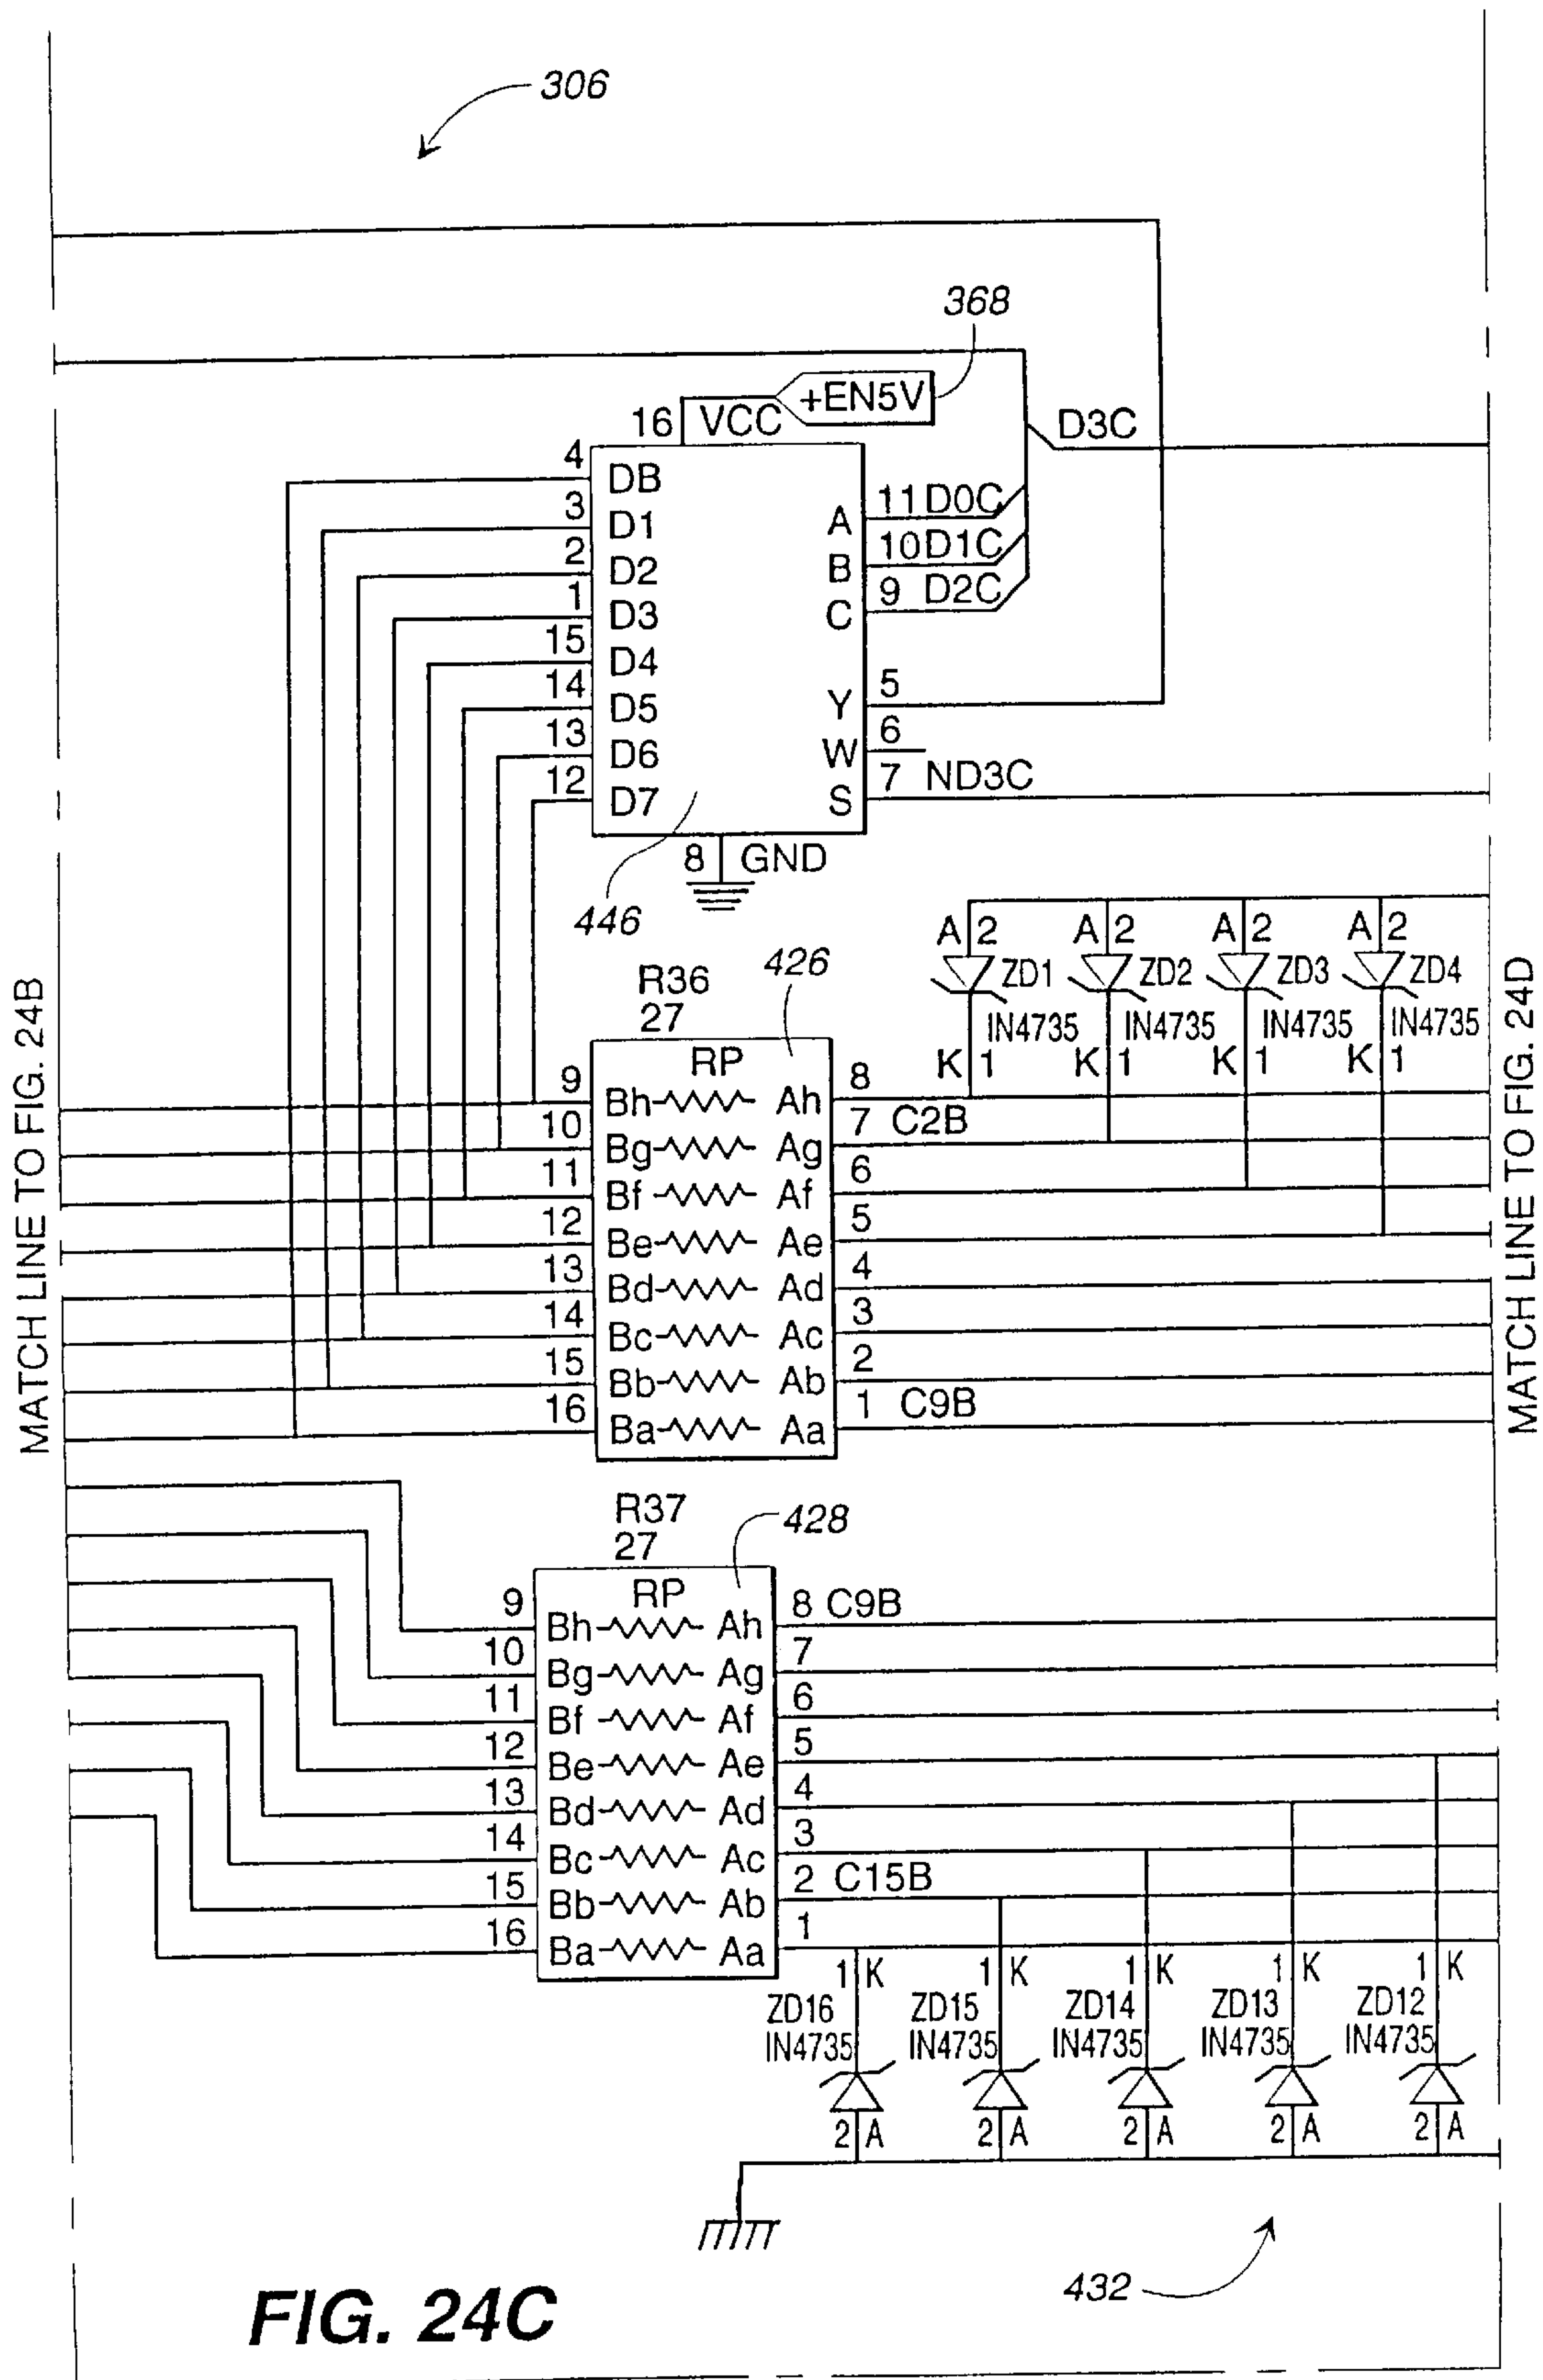 306
368
+EN5V
16 VCC
D3C
4 DB
3 D1
2 D2
1 D3
15 D4
14 D5
13 D6
12 D7
A 11 D0C
B 10 D1C
C 9 D2C
Y 5
W 6
S 7 ND3C
8 GND
446
A 2 ZD1 IN4735 K 1
A 2 ZD2 IN4735 K 1
A 2 ZD3 IN4735 K 1
A 2 ZD4 IN4735 K 1
MATCH LINE TO FIG. 24B
MATCH LINE TO FIG. 24D
R36
27
426
RP
9 Bh Ah 8
10 Bg Ag 7 C2B
11 Bf Af 6
12 Be Ae 5
13 Bd Ad 4
14 Bc Ac 3
15 Bb Ab 2
16 Ba Aa 1 C9B
R37
27
428
RP
9 Bh Ah 8 C9B
10 Bg Ag 7
11 Bf Af 6
12 Be Ae 5
13 Bd Ad 4
14 Bc Ac 3
15 Bb Ab 2 C15B
16 Ba Aa 1
1 K ZD16 IN4735 2 A
1 K ZD15 IN4735 2 A
1 K ZD14 IN4735 2 A
1 K ZD13 IN4735 2 A
1 K ZD12 IN4735 2 A
432
FIG. 24C